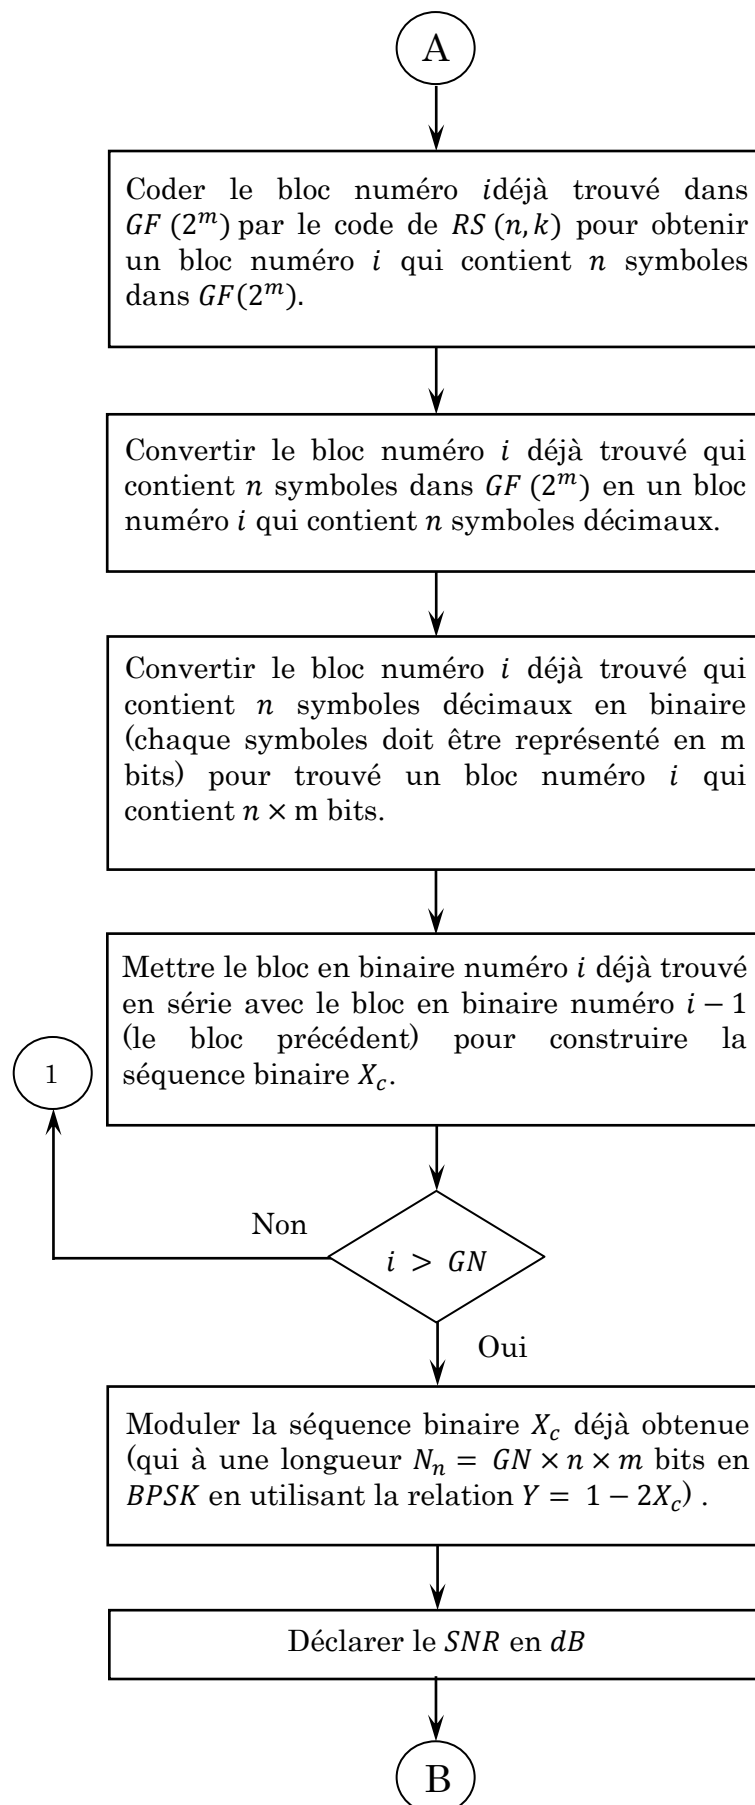 A
Coder le bloc numéro idéjà trouvé dans
GF (2^m) par le code de RS (n, k) pour obtenir
un bloc numéro i qui contient n symboles
dans GF(2^m).
Convertir le bloc numéro i déjà trouvé qui
contient n symboles dans GF (2^m) en un bloc
numéro i qui contient n symboles décimaux.
Convertir le bloc numéro i déjà trouvé qui
contient n symboles décimaux en binaire
(chaque symboles doit être représenté en m
bits) pour trouvé un bloc numéro i qui
contient n × m bits.
Mettre le bloc en binaire numéro i déjà trouvé
en série avec le bloc en binaire numéro i − 1
(le bloc précédent) pour construire la
séquence binaire X_c.
1
Non
i > GN
Oui
Moduler la séquence binaire X_c déjà obtenue
(qui à une longueur N_n = GN × n × m bits en
BPSK en utilisant la relation Y = 1 − 2X_c) .
Déclarer le SNR en dB
B